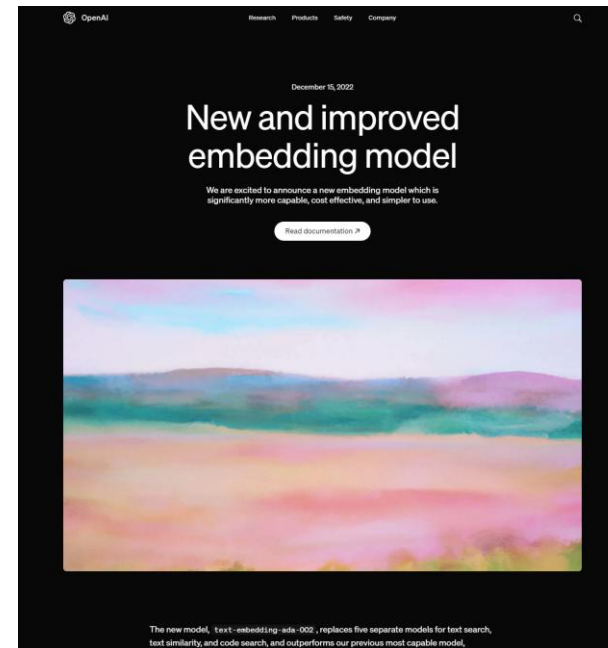 OpenAI
Research Products Safety Company
December 15, 2022
New and improved
embedding model
We are excited to announce a new embedding model which is
significantly more capable, cost effective, and simpler to use.
Read documentation ↗
The new model, text-embedding-ada-002, replaces five separate models for text search,
text similarity, and code search, and outperforms our previous most capable model,